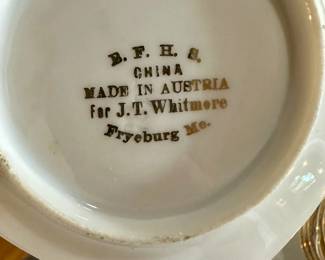 B. F. H. S.
CHINA
MADE IN AUSTRIA
For J. T. Whitmore
Fryeburg Me.